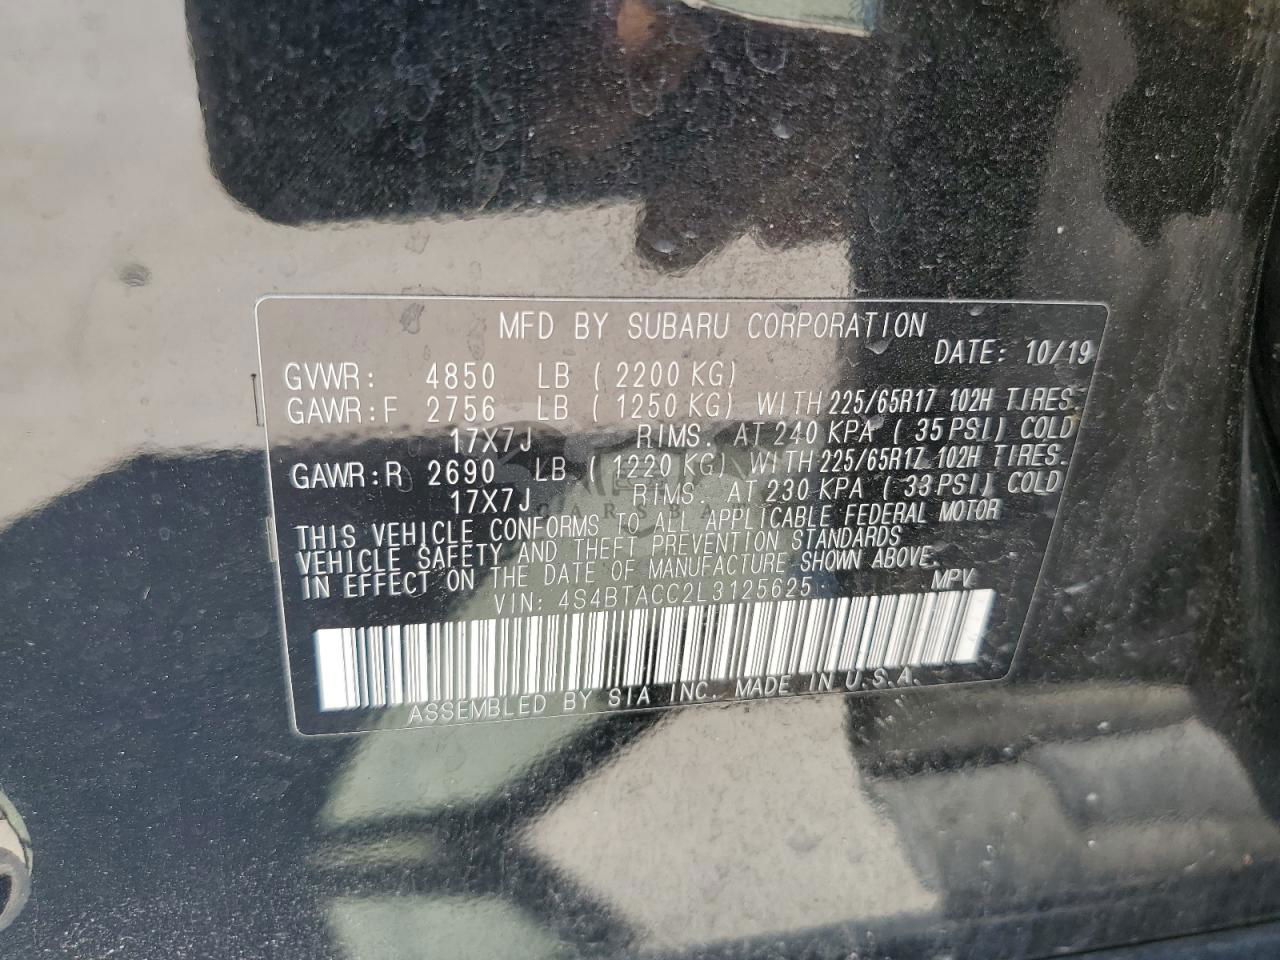 MFD BY SUBARU CORPORATION
DATE: 10/19
GVWR: 4850 LB ( 2200 KG)
GAWR:F 2756 LB ( 1250 KG) WITH 225/65R17 102H TIRES
17X7J RIMS. AT 240 KPA ( 35 PSI) COLD
GAWR:R 2690 LB ( 1220 KG) WITH 225/65R17 102H TIRES.
17X7J RIMS. AT 230 KPA ( 33 PSI) COLD
THIS VEHICLE CONFORMS TO ALL APPLICABLE FEDERAL MOTOR
VEHICLE SAFETY AND THEFT PREVENTION STANDARDS
IN EFFECT ON THE DATE OF MANUFACTURE SHOWN ABOVE.
VIN: 4S4BTACC2L3125625 MPV
ASSEMBLED BY SIA INC. MADE IN U.S.A.